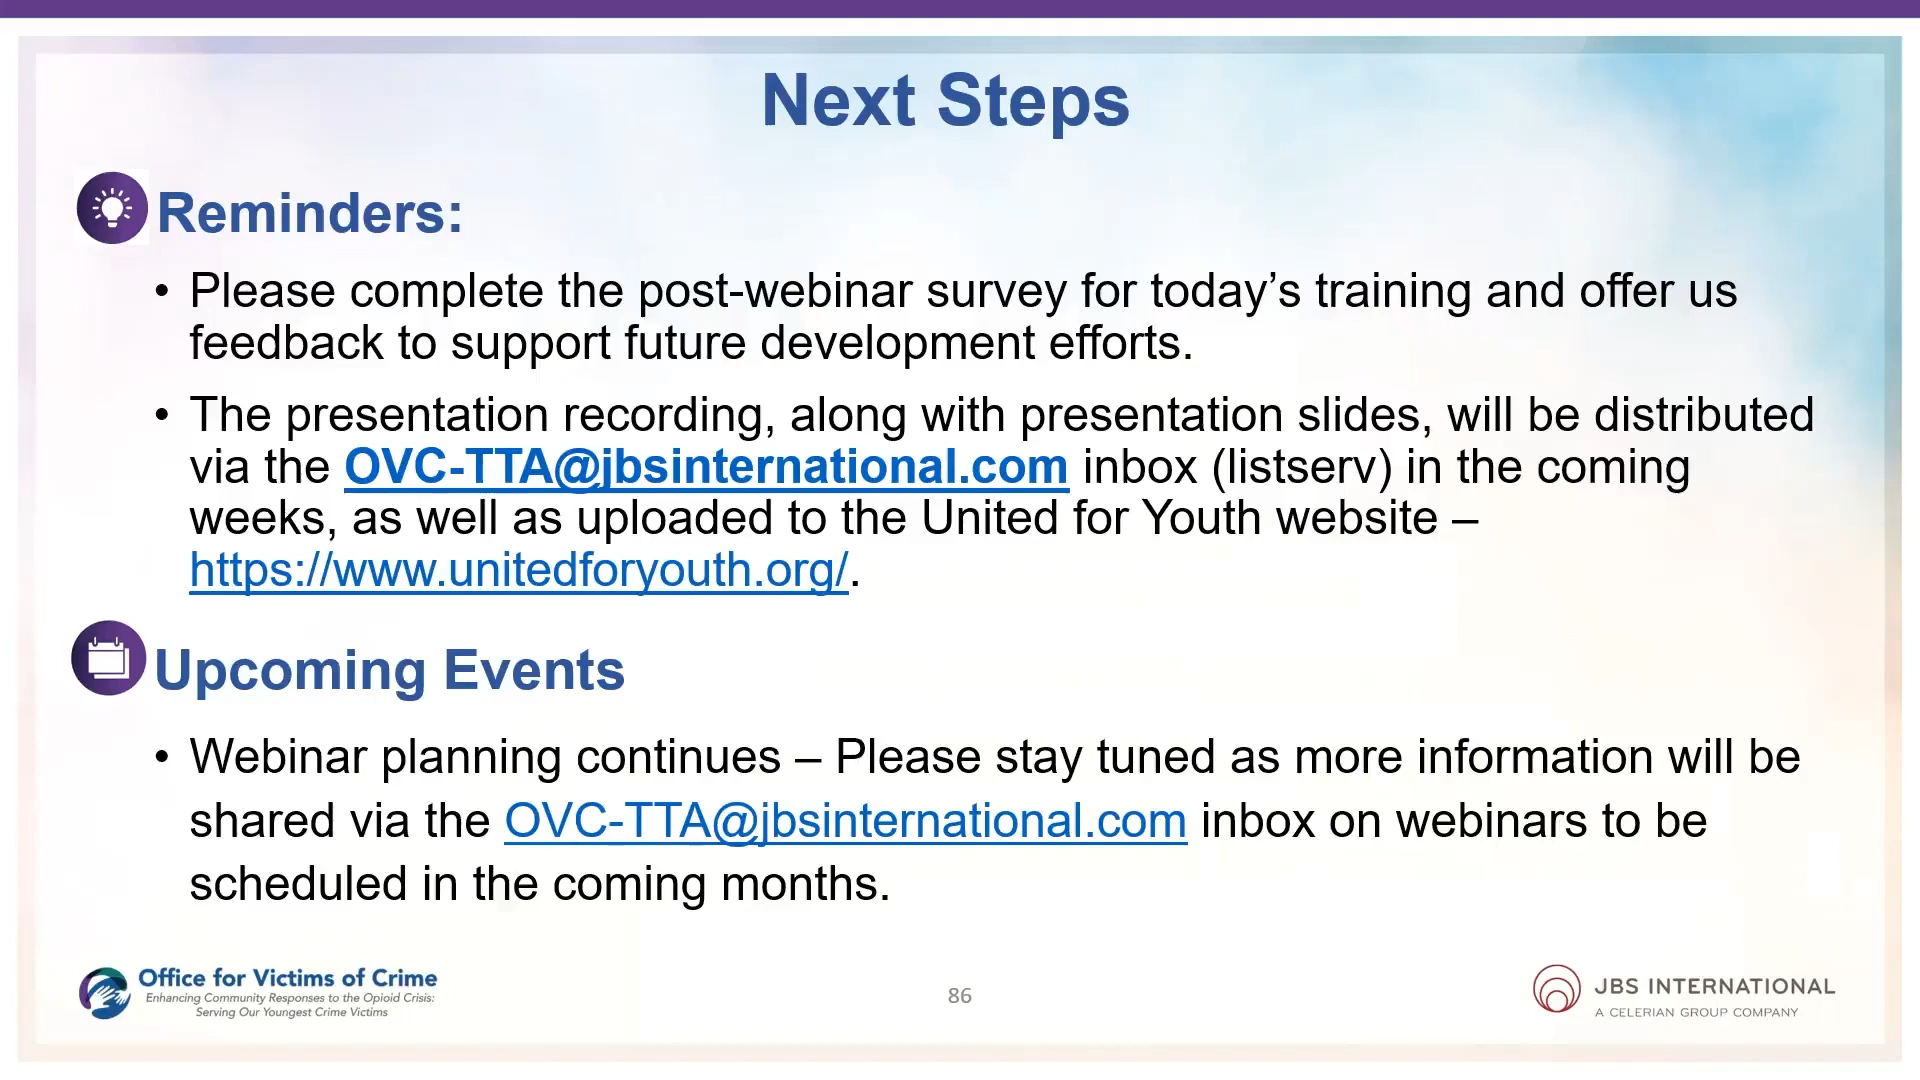 Next Steps
Reminders:
• Please complete the post-webinar survey for today’s training and offer us
feedback to support future development efforts.
• The presentation recording, along with presentation slides, will be distributed
via the OVC-TTA@jbsinternational.com inbox (listserv) in the coming
weeks, as well as uploaded to the United for Youth website –
https://www.unitedforyouth.org/.
Upcoming Events
• Webinar planning continues – Please stay tuned as more information will be
shared via the OVC-TTA@jbsinternational.com inbox on webinars to be
scheduled in the coming months.
Office for Victims of Crime
Enhancing Community Responses to the Opioid Crisis:
Serving Our Youngest Crime Victims
86
JBS INTERNATIONAL
A CELERIAN GROUP COMPANY